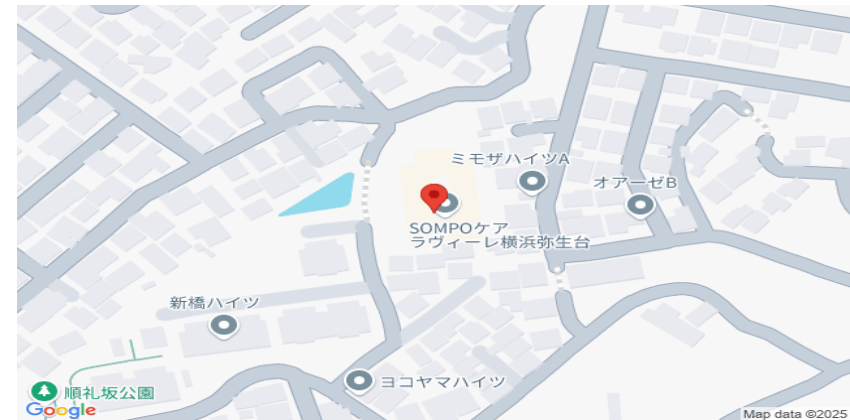 ミモザハイツA
オアーゼB
SOMPOケア
ラヴィーレ横浜弥生台
新橋ハイツ
ヨコヤマハイツ
順礼坂公園
Google
Map data ©2025